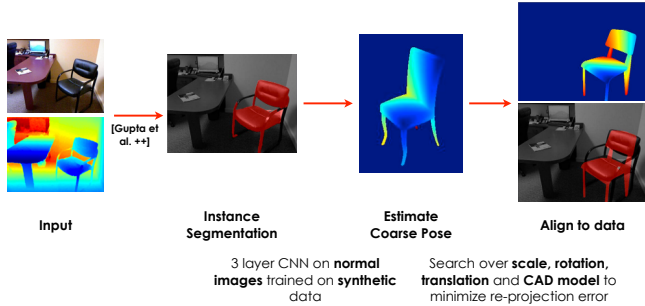 [Gupta et
al. ++]
Input
Instance
Segmentation
Estimate
Coarse Pose
Align to data
3 layer CNN on normal
images trained on synthetic
data
Search over scale, rotation,
translation and CAD model to
minimize re-projection error